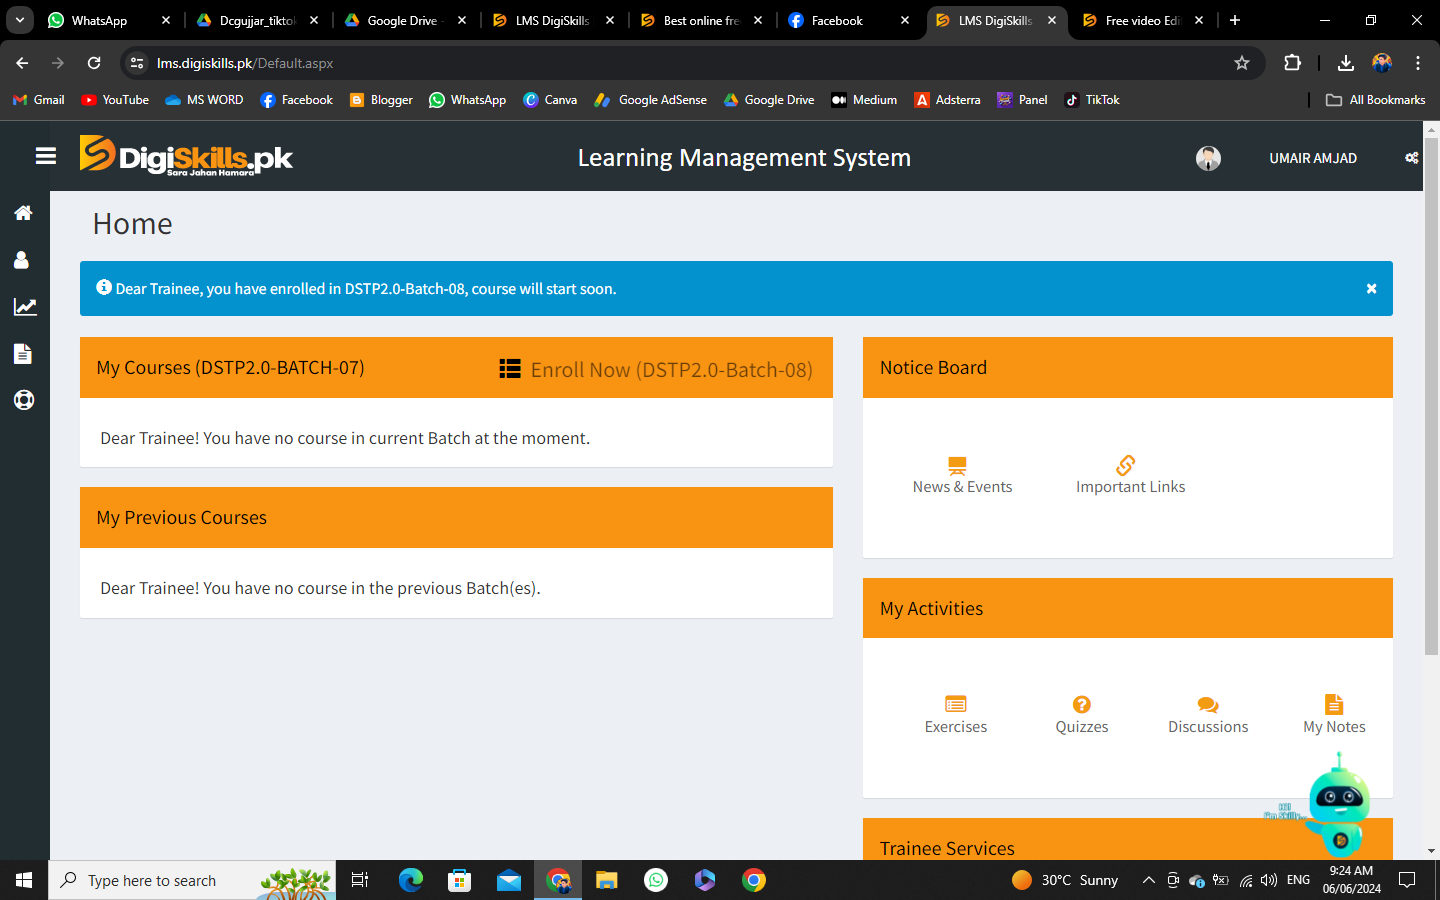 WhatsApp
Dcgujjar_tiktok
Google Drive -
LMS DigiSkills
Best online fre
Facebook
LMS DigiSkills
Free video Edi
lms.digiskills.pk/Default.aspx
Gmail YouTube MS WORD Facebook Blogger WhatsApp Canva Google AdSense Google Drive Medium Adsterra Panel TikTok All Bookmarks
DigiSkills.pk
Sara Jahan Hamara
Learning Management System
UMAIR AMJAD
Home
Dear Trainee, you have enrolled in DSTP2.0-Batch-08, course will start soon.
My Courses (DSTP2.0-BATCH-07)
Enroll Now (DSTP2.0-Batch-08)
Dear Trainee! You have no course in current Batch at the moment.
My Previous Courses
Dear Trainee! You have no course in the previous Batch(es).
Notice Board
News & Events
Important Links
My Activities
Exercises
Quizzes
Discussions
My Notes
Trainee Services
Type here to search
30°C Sunny
ENG
9:24 AM
06/06/2024